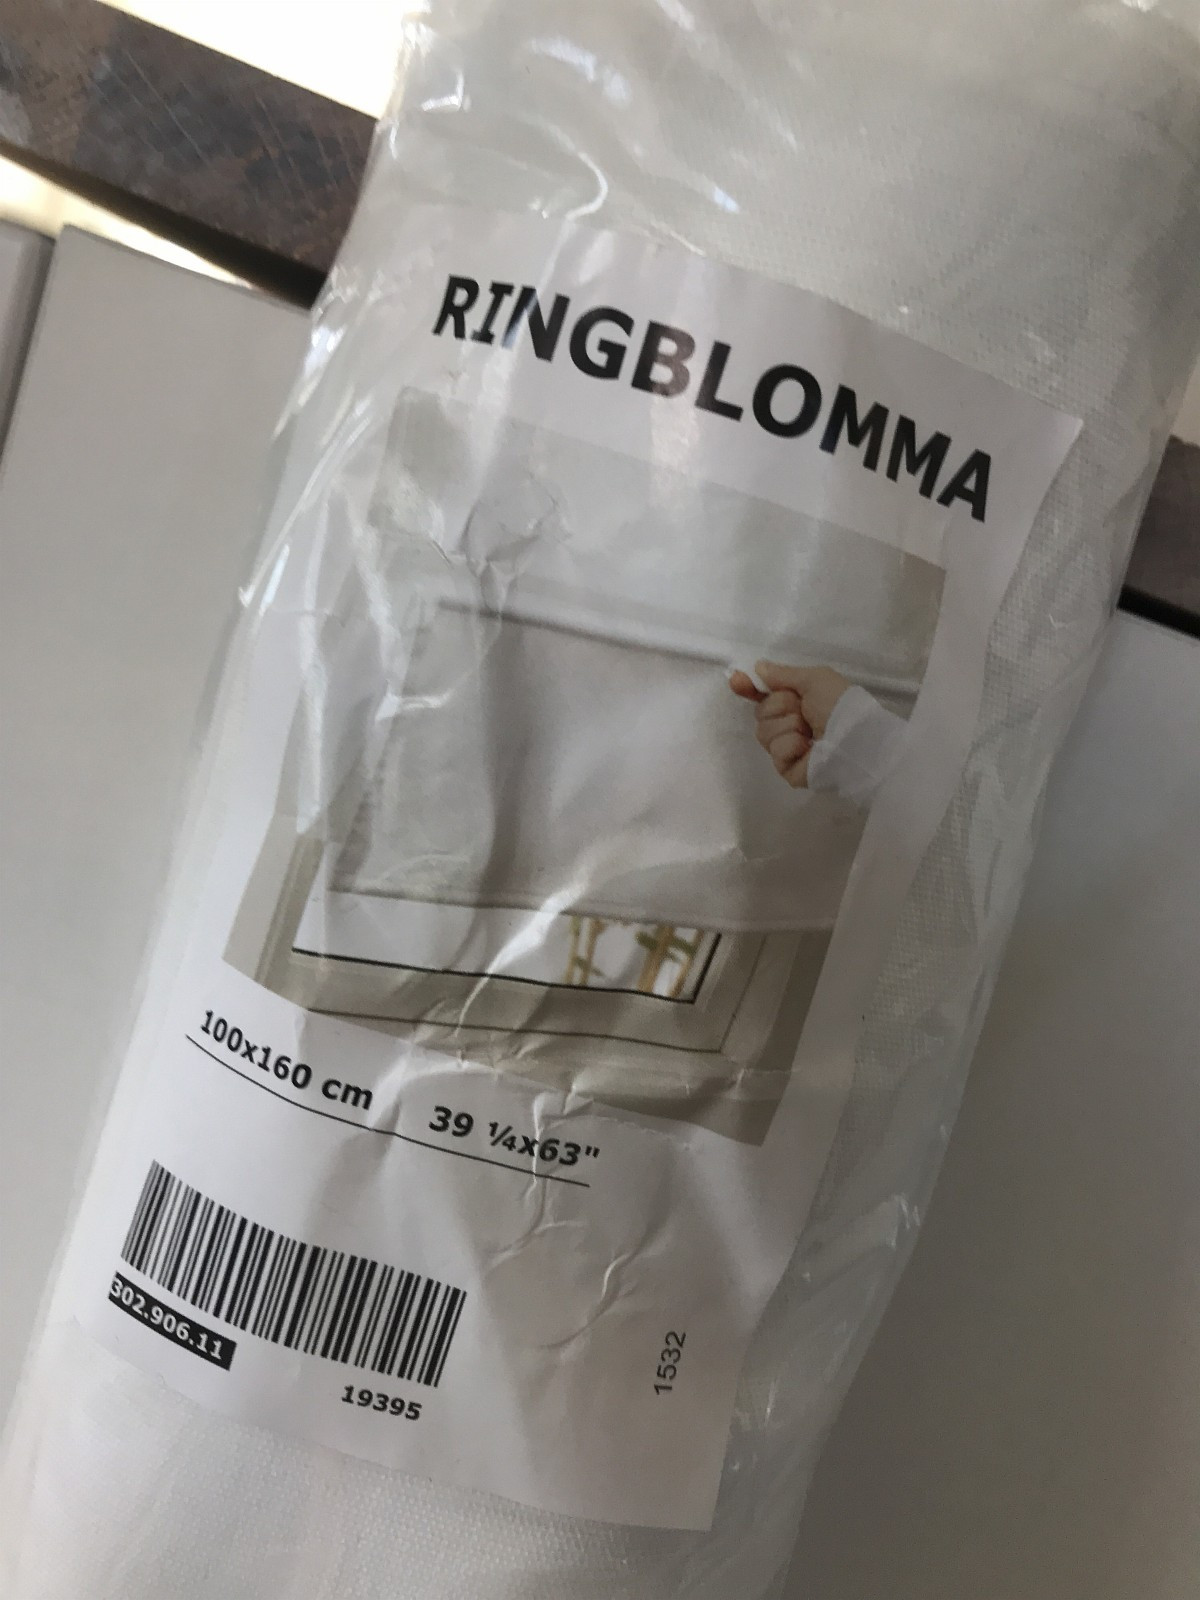 RINGBLOMMA
100x160 cm 39 ¼x63"
302.906.11
19395
1532